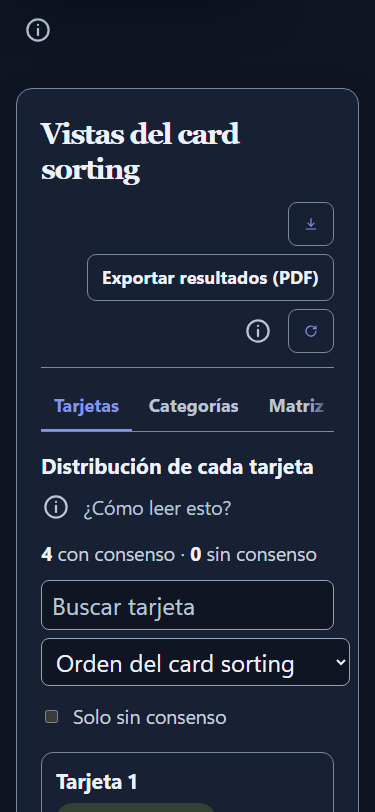 Vistas del card
sorting
Exportar resultados (PDF)
Tarjetas Categorías Matriz
Distribución de cada tarjeta
¿Cómo leer esto?
4 con consenso · 0 sin consenso
Buscar tarjeta
Orden del card sorting
Solo sin consenso
Tarjeta 1